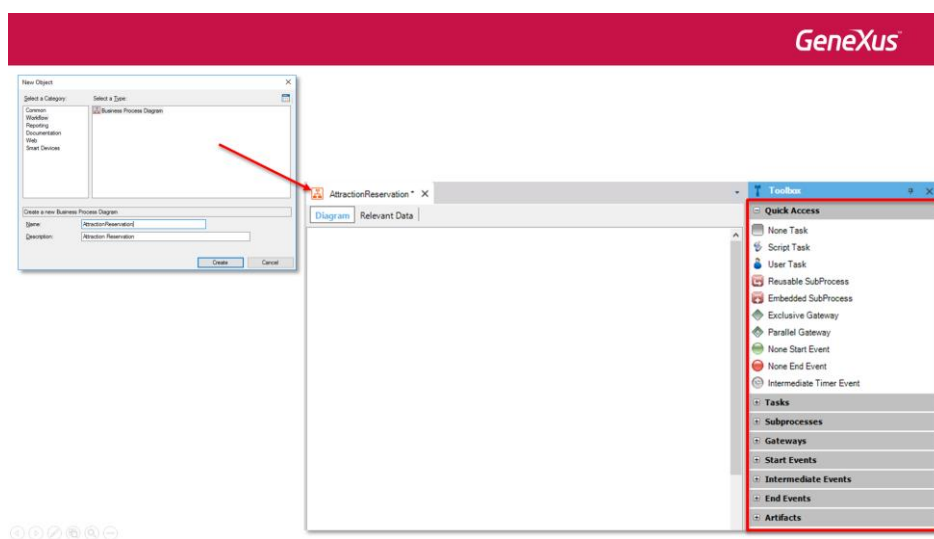 GeneXus™
New Object
Select a Category:
Select a Type:
Common
Workflow
Reporting
Documentation
Web
Smart Devices
Business Process Diagram
Create a new Business Process Diagram
Name:
AttractionReservation
Description:
Attraction Reservation
Create
Cancel
AttractionReservation *
Diagram
Relevant Data
Toolbox
Quick Access
None Task
Script Task
User Task
Reusable SubProcess
Embedded SubProcess
Exclusive Gateway
Parallel Gateway
None Start Event
None End Event
Intermediate Timer Event
Tasks
Subprocesses
Gateways
Start Events
Intermediate Events
End Events
Artifacts